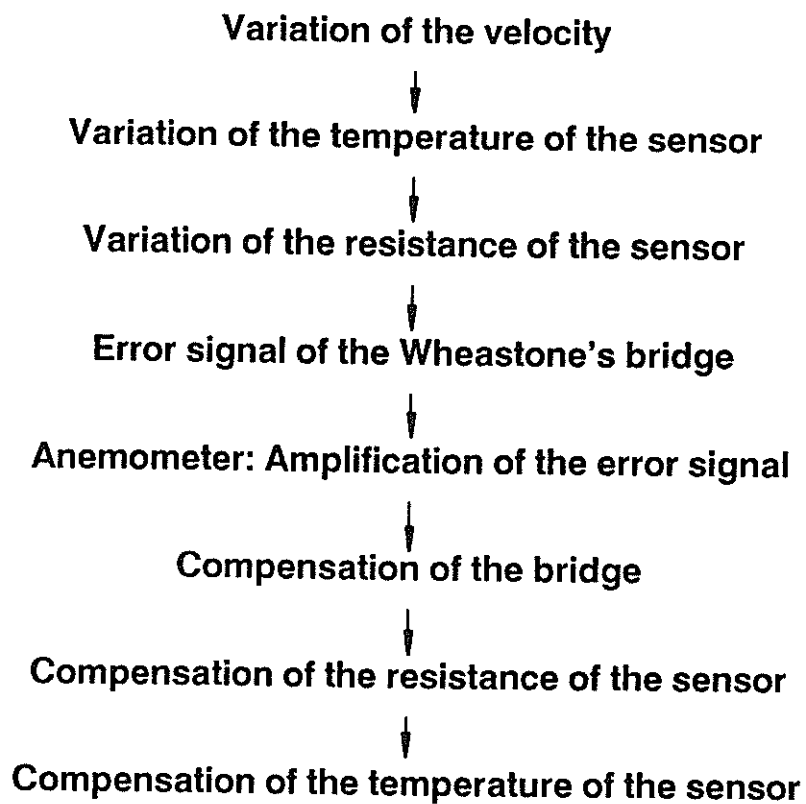 Variation of the velocity
Variation of the temperature of the sensor
Variation of the resistance of the sensor
Error signal of the Wheastone's bridge
Anemometer: Amplification of the error signal
Compensation of the bridge
Compensation of the resistance of the sensor
Compensation of the temperature of the sensor